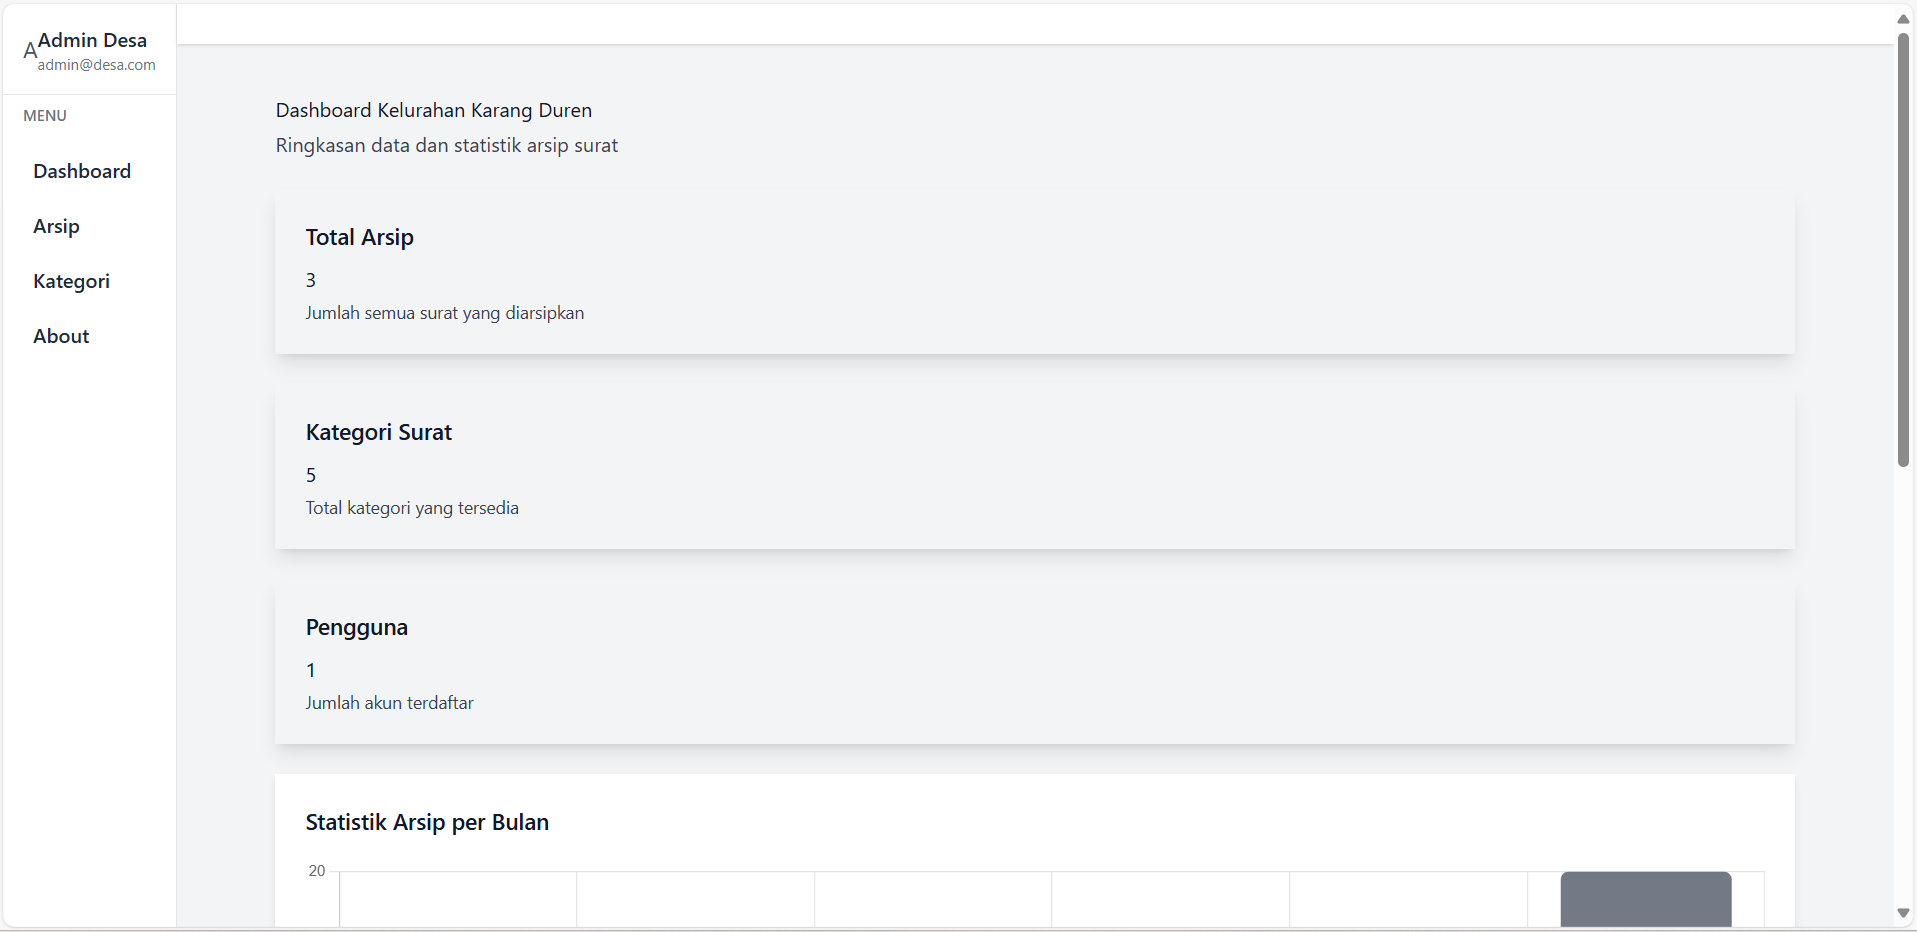 A
Admin Desa
admin@desa.com
MENU
Dashboard
Arsip
Kategori
About
Dashboard Kelurahan Karang Duren
Ringkasan data dan statistik arsip surat
Total Arsip
3
Jumlah semua surat yang diarsipkan
Kategori Surat
5
Total kategori yang tersedia
Pengguna
1
Jumlah akun terdaftar
Statistik Arsip per Bulan
20